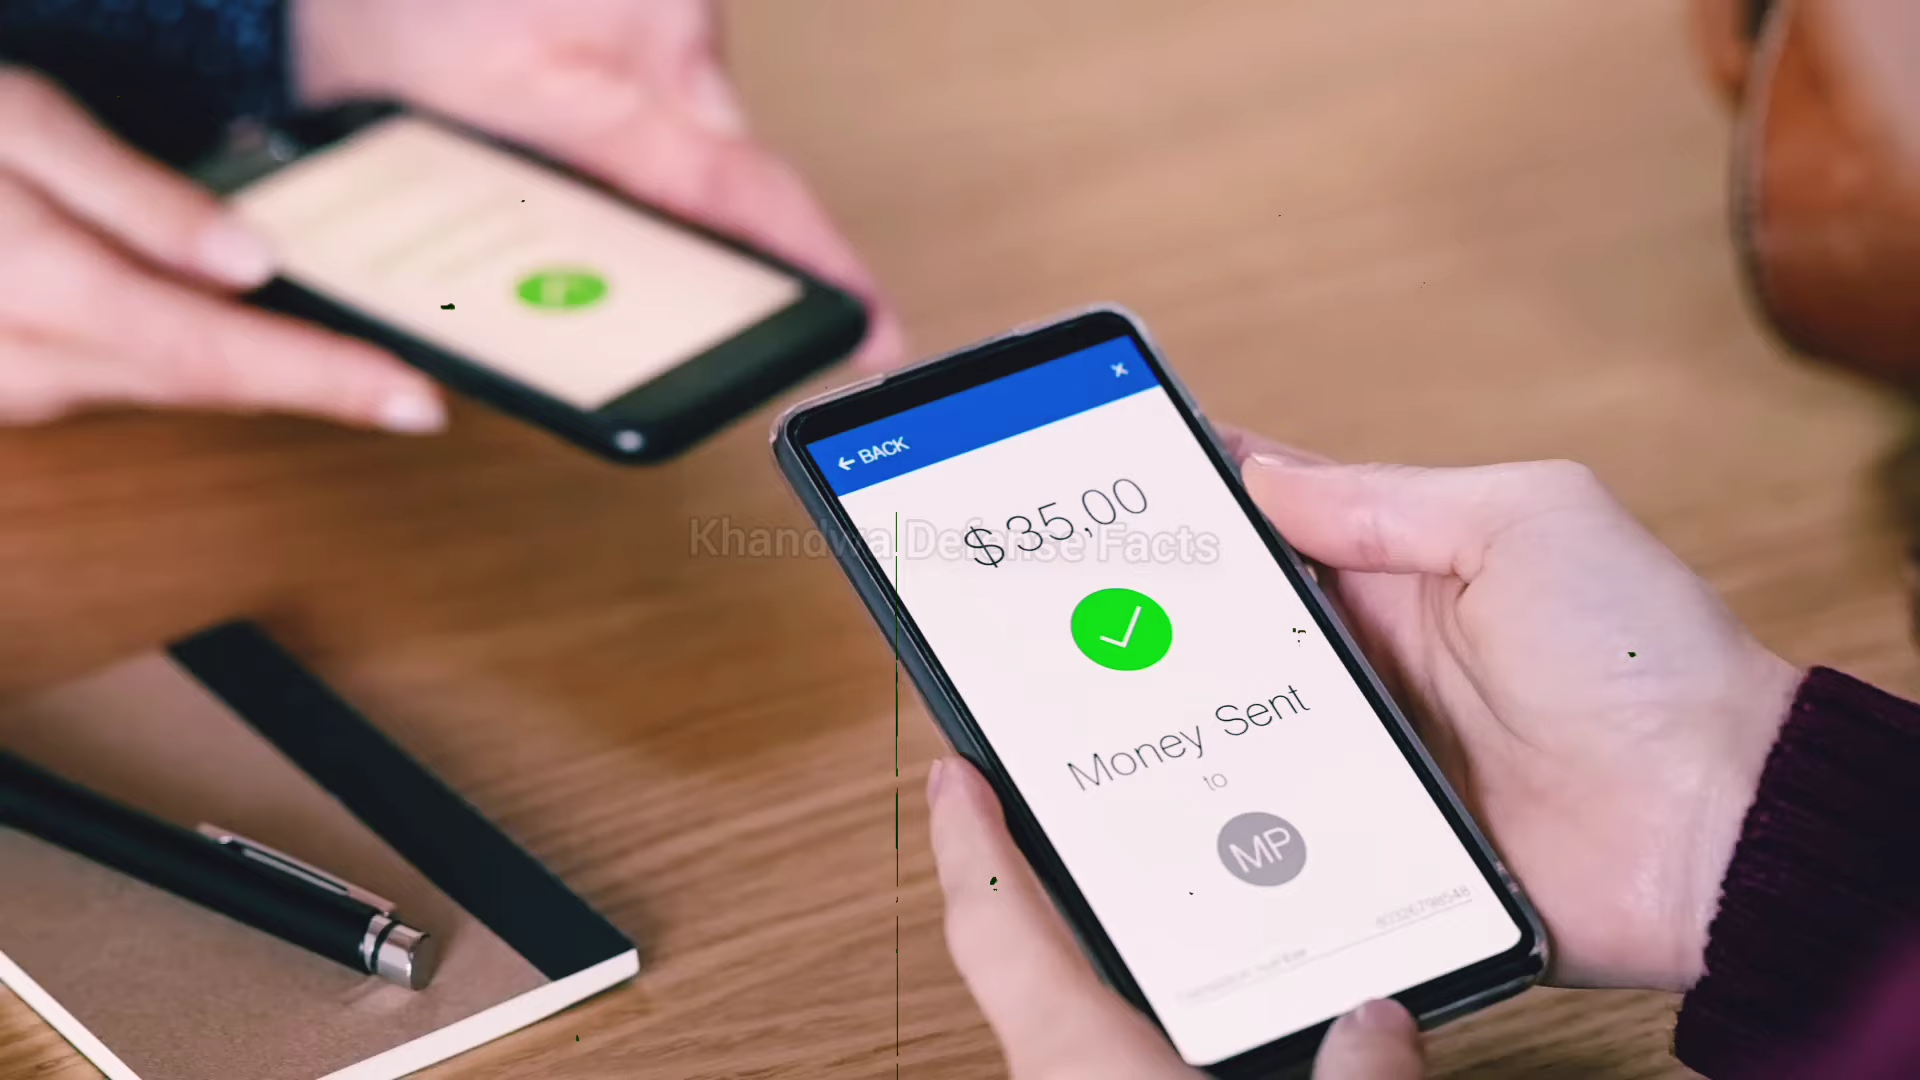 ← BACK
$35,00
Khandwa Defense Facts
Money Sent
to
MP